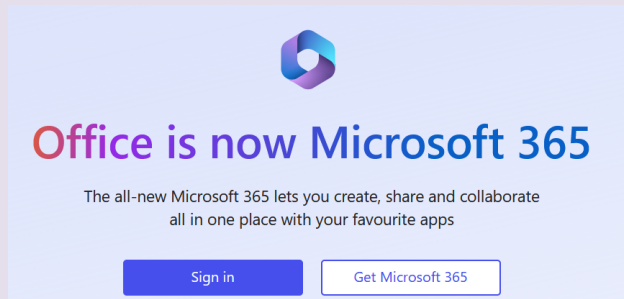 Office is now Microsoft 365
The all-new Microsoft 365 lets you create, share and collaborate
all in one place with your favourite apps
Sign in
Get Microsoft 365